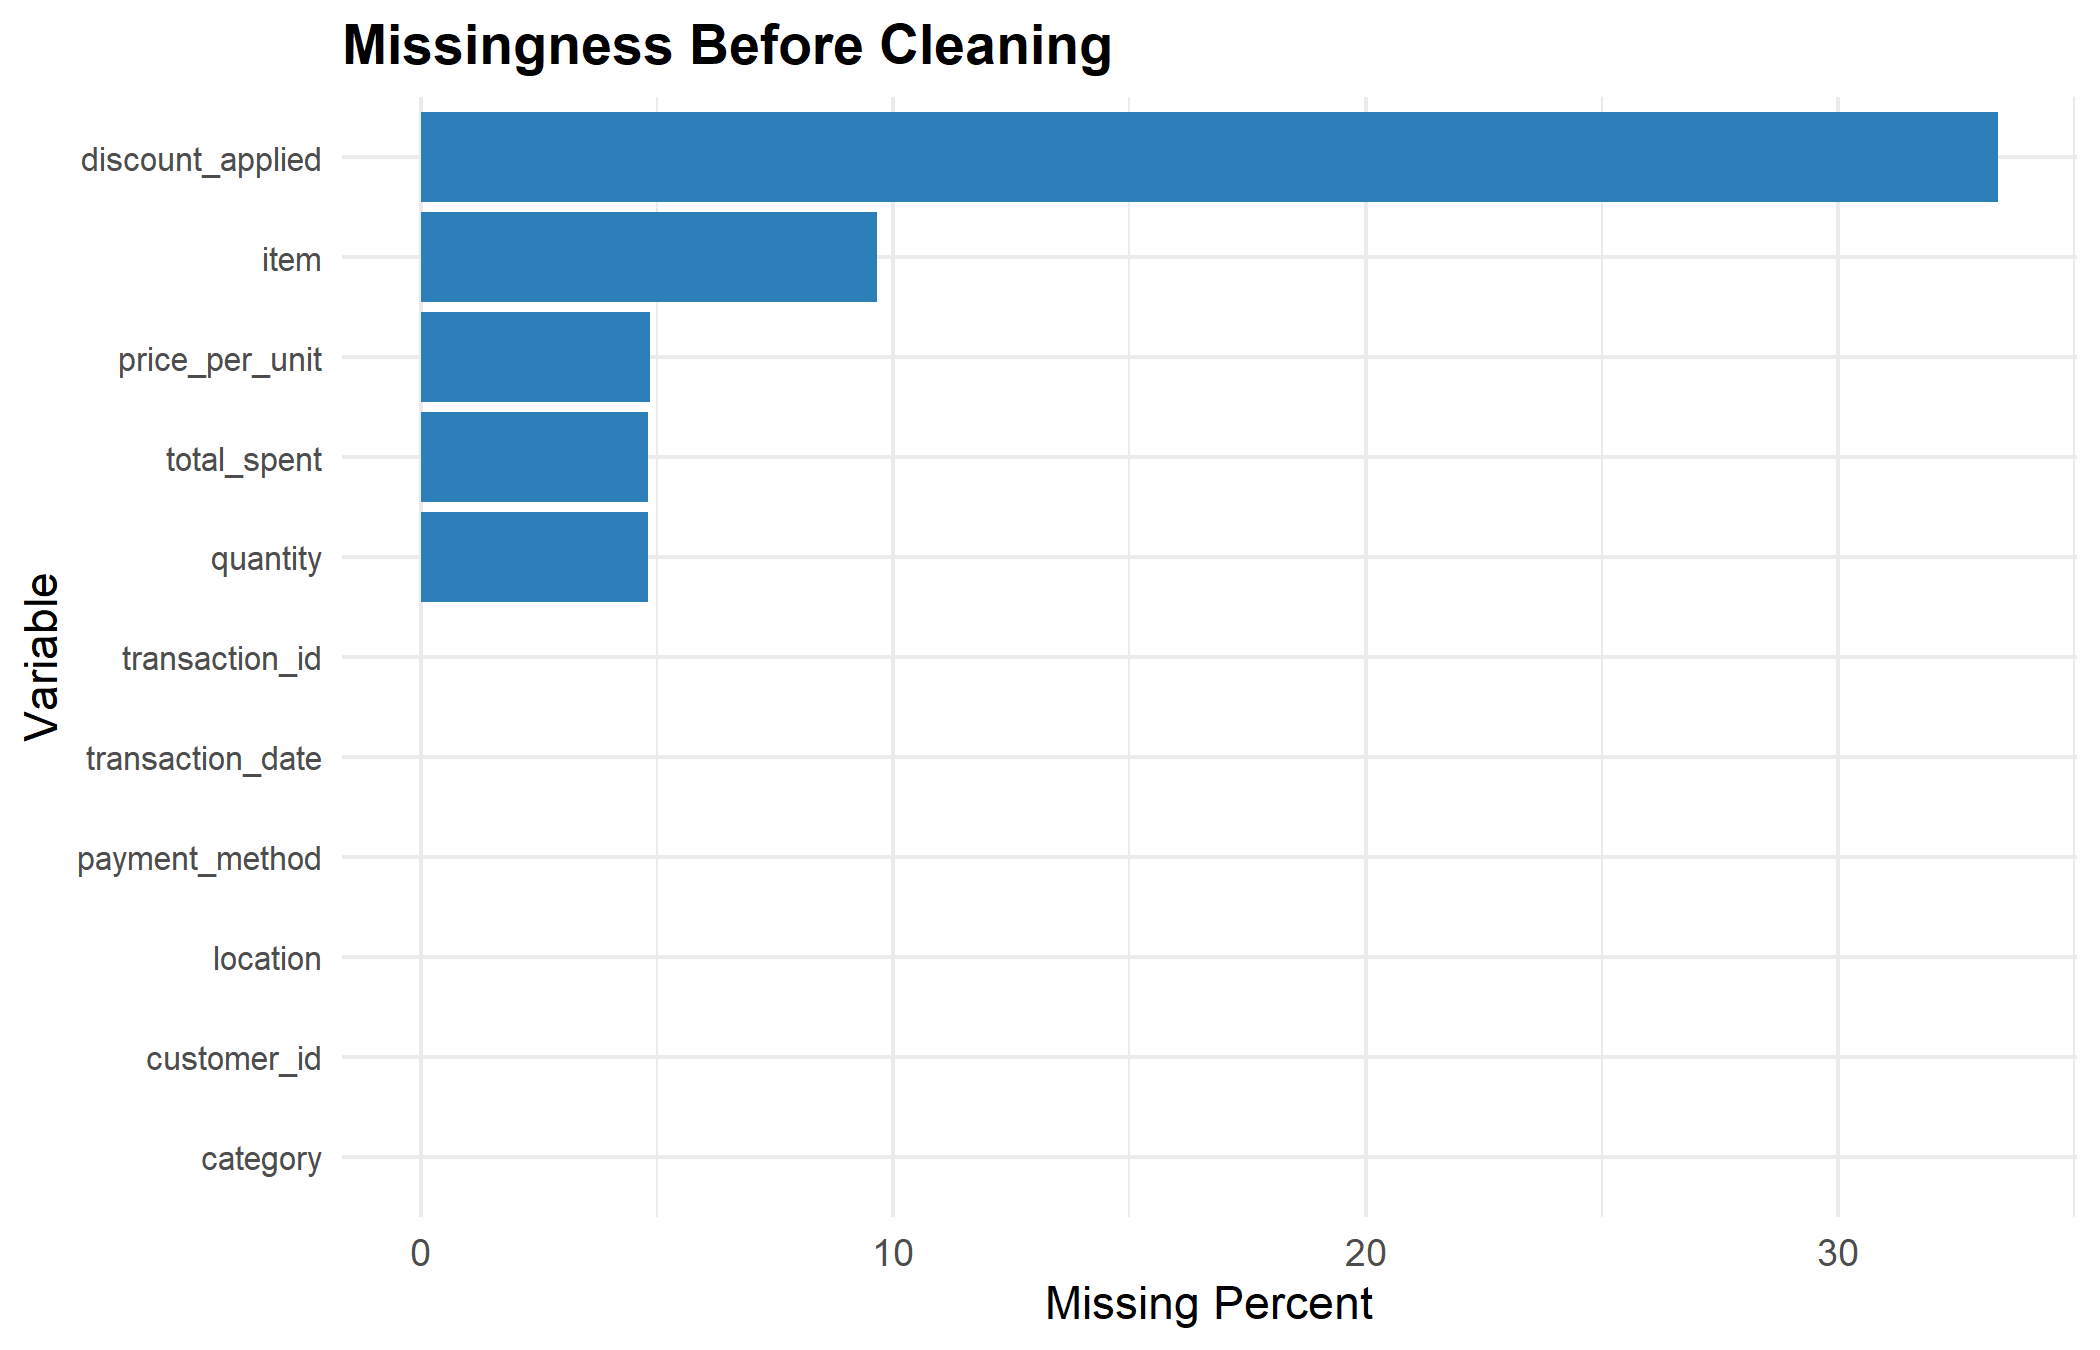 Missingness Before Cleaning
discount_applied
item
price_per_unit
total_spent
quantity
transaction_id
transaction_date
payment_method
location
customer_id
category
Variable
0 10 20 30
Missing Percent